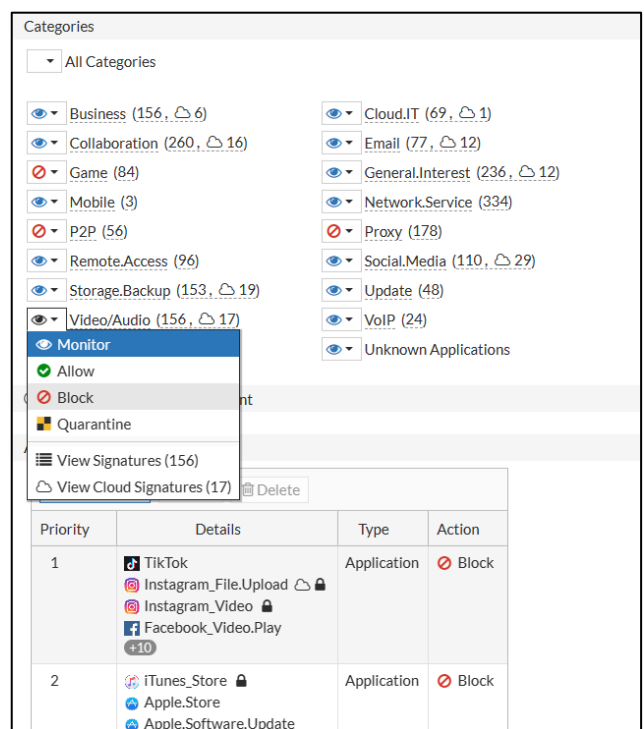 Categories
All Categories
Business (156, 6)
Cloud.IT (69, 1)
Collaboration (260, 16)
Email (77, 12)
Game (84)
General.Interest (236, 12)
Mobile (3)
Network.Service (334)
P2P (56)
Proxy (178)
Remote.Access (96)
Social.Media (110, 29)
Storage.Backup (153, 19)
Update (48)
Video/Audio (156, 17)
VoIP (24)
Monitor
Unknown Applications
Allow
Block
nt
Quarantine
View Signatures (156)
View Cloud Signatures (17)
Delete
Priority Details Type Action
1 TikTok Application Block
Instagram_File.Upload
Instagram_Video
Facebook_Video.Play
+10
2 iTunes_Store Application Block
Apple.Store
Apple.Software.Update